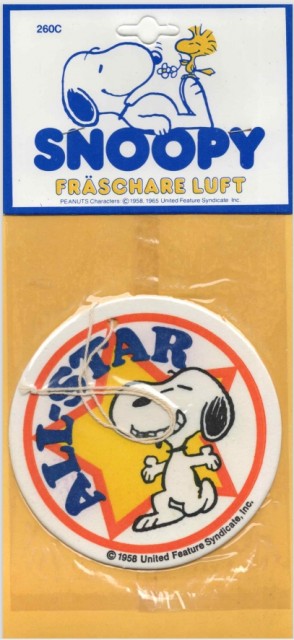 260C
SNOOPY
FRÄSCHARE LUFT
PEANUTS Characters: © 1958, 1965 United Feature Syndicate Inc.
ALL-STAR
© 1958 United Feature Syndicate, Inc.